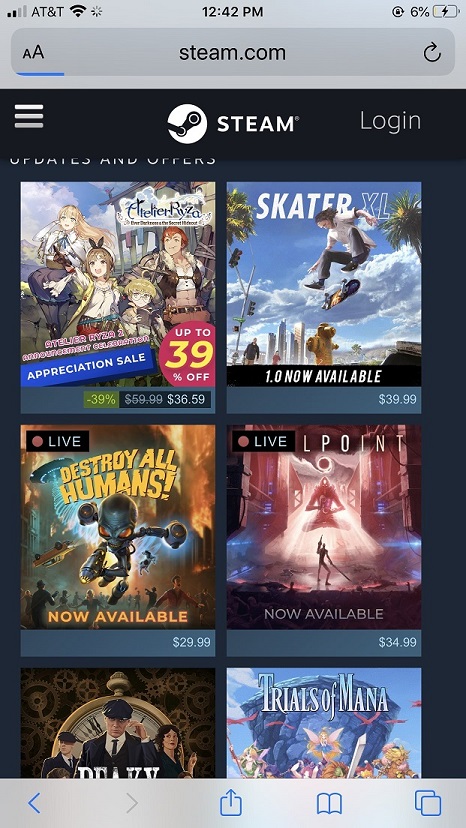 AT&T 12:42 PM 6%
AA steam.com
STEAM® Login
UPDATES AND OFFERS
Atelier Ryza
Ever Darkness & the Secret Hideout
ATELIER RYZA 2
ANNOUNCEMENT CELEBRATION
APPRECIATION SALE
UP TO
39
% OFF
-39% $59.99 $36.59
SKATER XL
1.0 NOW AVAILABLE
$39.99
LIVE
DESTROY ALL
HUMANS!
NOW AVAILABLE
$29.99
LIVE
LPOINT
NOW AVAILABLE
$34.99
PEAKY
TRIALS of MANA